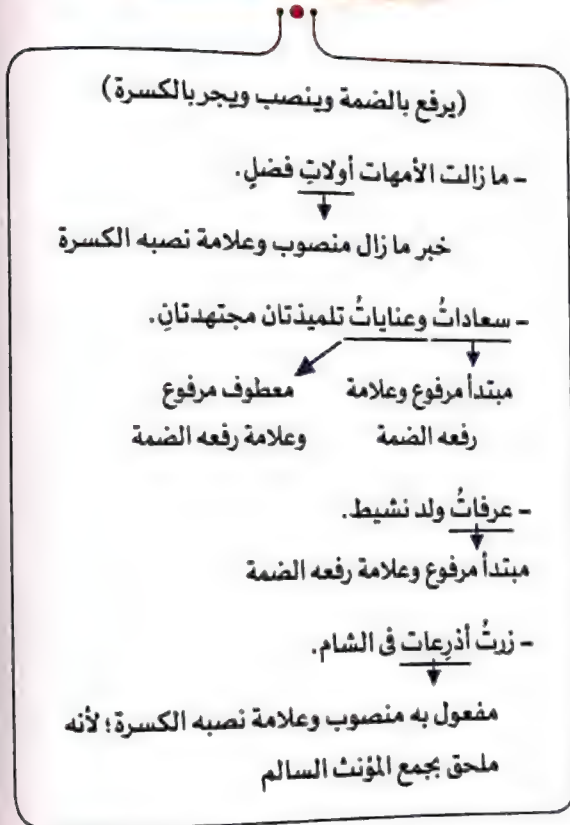 (يرفع بالضمة وينصب ويجر بالكسرة)
- ما زالت الأمهات أولاتِ فضلٍ.
خبر ما زال منصوب وعلامة نصبه الكسرة
- سعاداتُ وعناياتُ تلميذتان مجتهدتانِ.
مبتدأ مرفوع وعلامة
رفعه الضمة
معطوف مرفوع
وعلامة رفعه الضمة
- عرفاتُ ولد نشيط.
مبتدأ مرفوع وعلامة رفعه الضمة
- زرتُ أذرِعات في الشام.
مفعول به منصوب وعلامة نصبه الكسرة؛ لأنه
ملحق بجمع المؤنث السالم